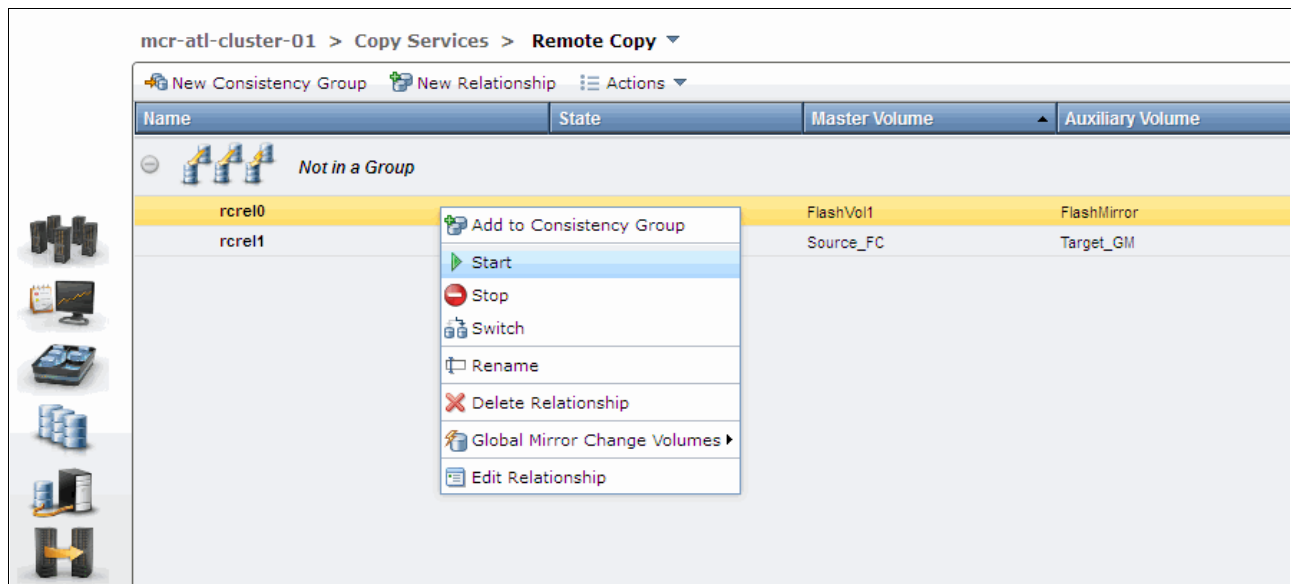 mcr-atl-cluster-01 > Copy Services > Remote Copy
New Consistency Group New Relationship Actions
Name State Master Volume Auxiliary Volume
Not in a Group
rcrel0 FlashVol1 FlashMirror
rcrel1 Source_FC Target_GM
Add to Consistency Group
Start
Stop
Switch
Rename
Delete Relationship
Global Mirror Change Volumes
Edit Relationship